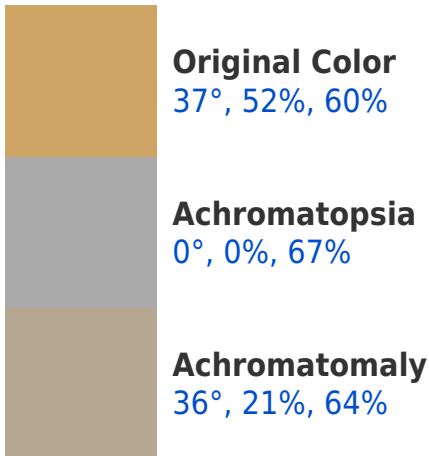 Original Color
37°, 52%, 60%
Achromatopsia
0°, 0%, 67%
Achromatomaly
36°, 21%, 64%